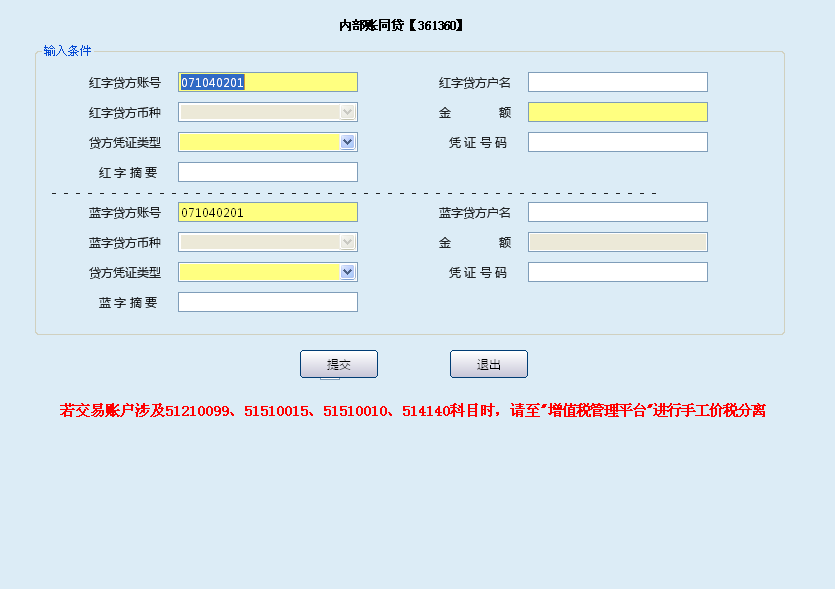 内部账同贷【361360】
输入条件
红字贷方账号 071040201 红字贷方户名
红字贷方币种 金 额
贷方凭证类型 凭 证 号 码
红 字 摘 要
蓝字贷方账号 071040201 蓝字贷方户名
蓝字贷方币种 金 额
贷方凭证类型 凭 证 号 码
蓝 字 摘 要
提交 退出
若交易账户涉及51210099、51510015、51510010、514140科目时，请至"增值税管理平台"进行手工价税分离